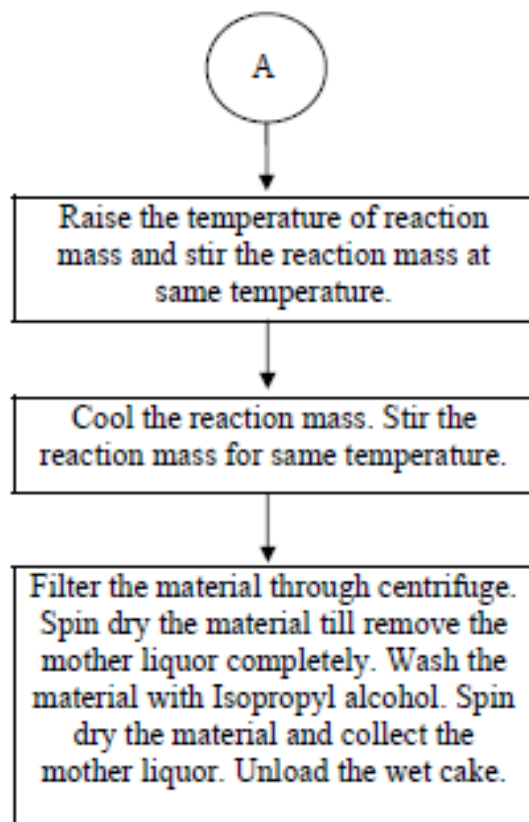 A
Raise the temperature of reaction
mass and stir the reaction mass at
same temperature.
Cool the reaction mass. Stir the
reaction mass for same temperature.
Filter the material through centrifuge.
Spin dry the material till remove the
mother liquor completely. Wash the
material with Isopropyl alcohol. Spin
dry the material and collect the
mother liquor. Unload the wet cake.